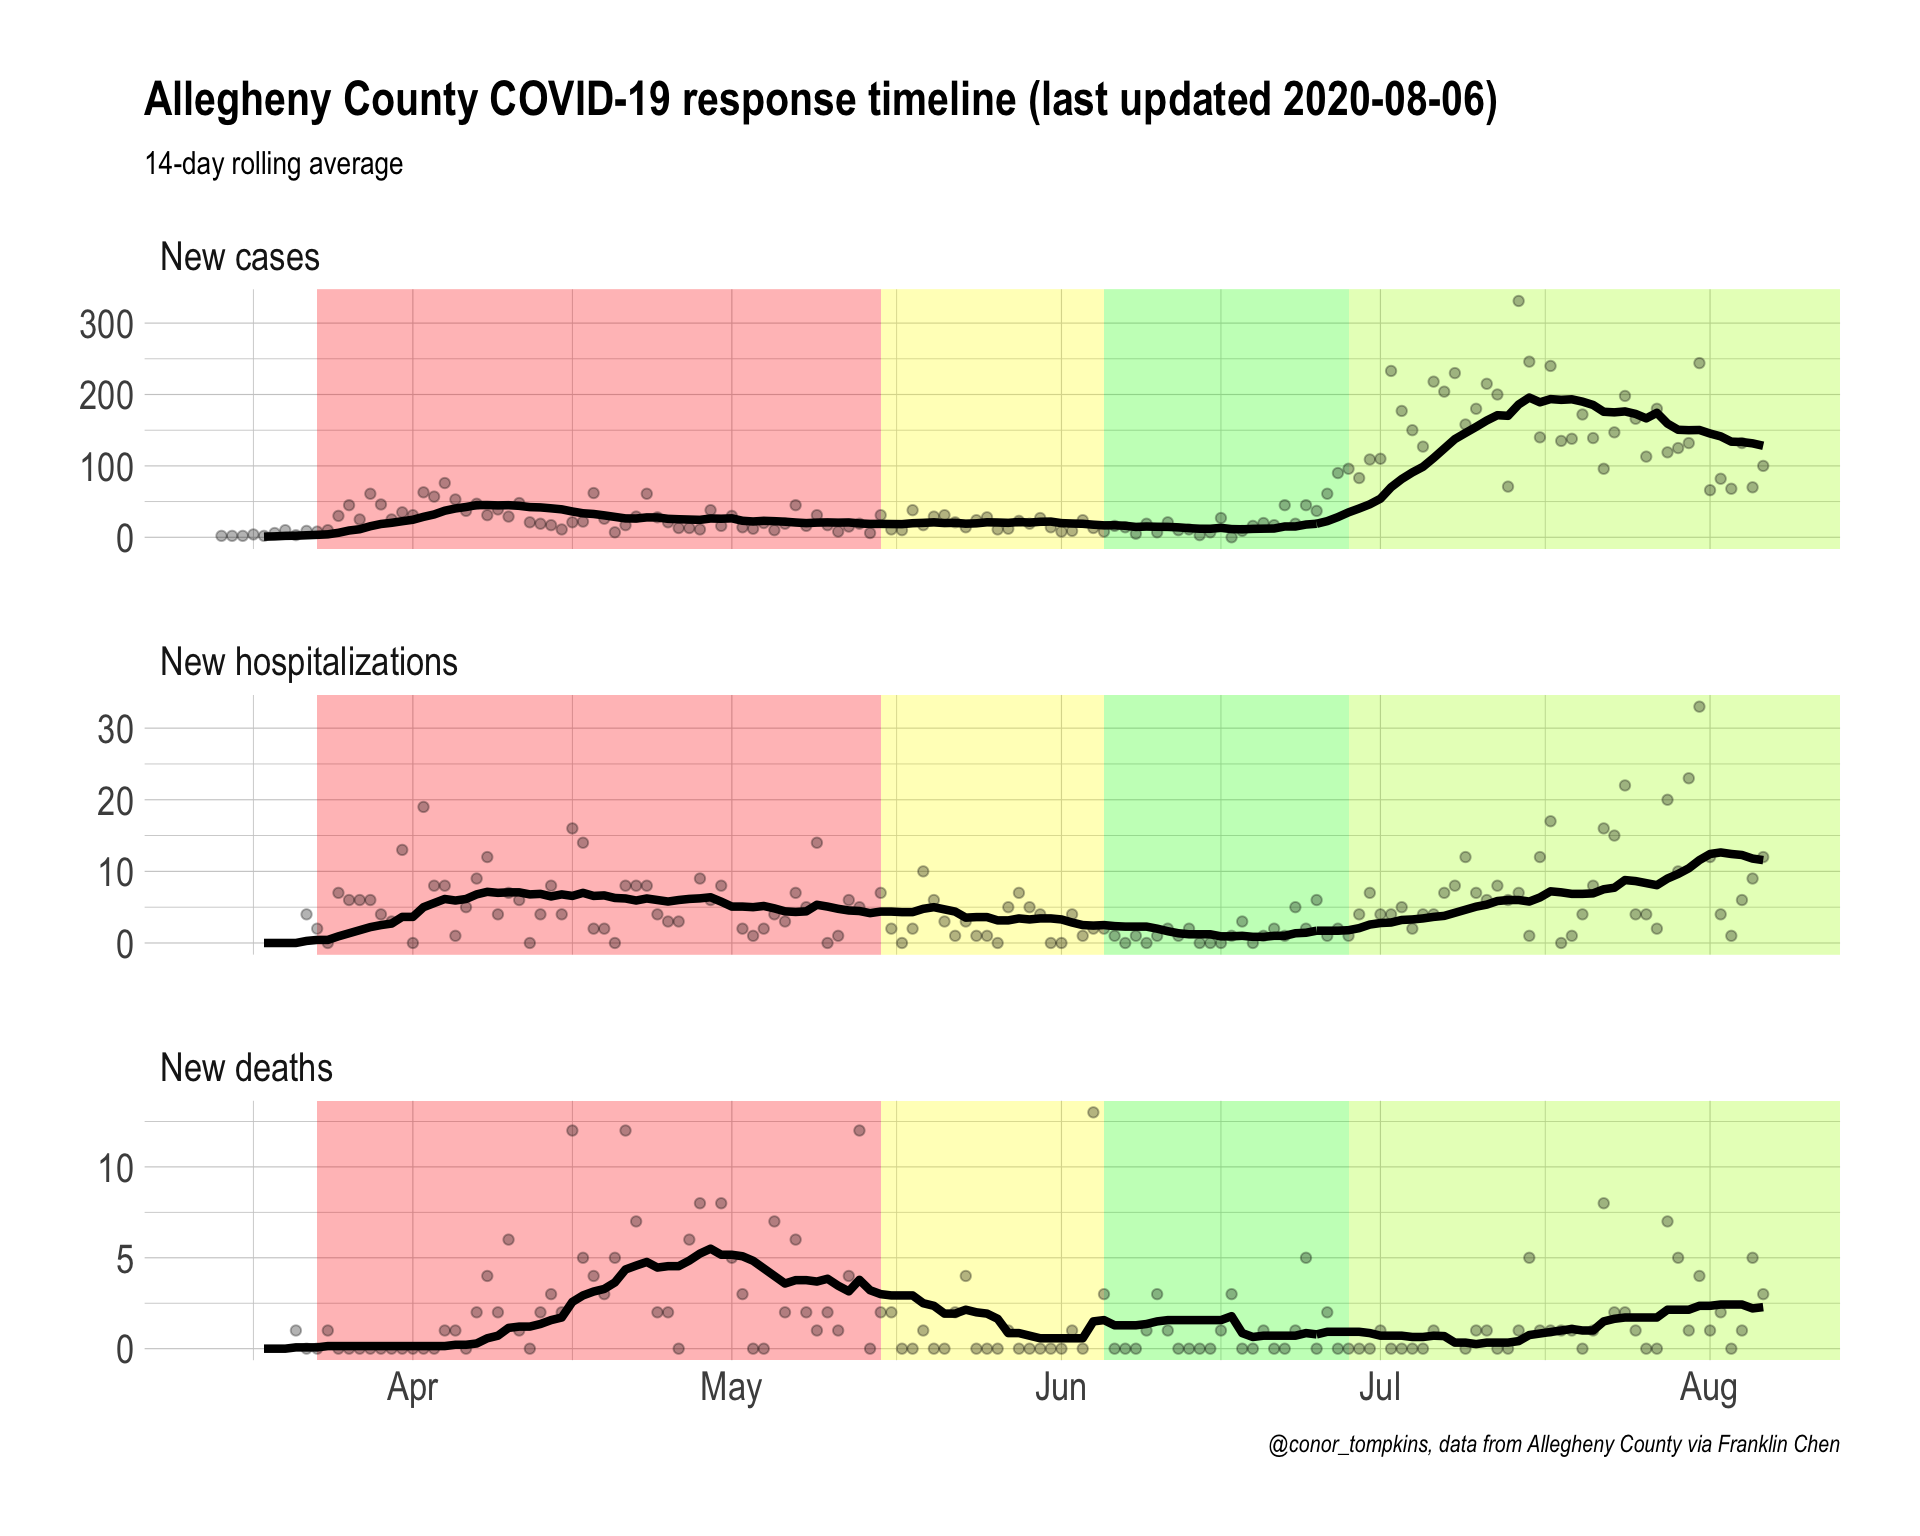 Allegheny County COVID-19 response timeline (last updated 2020-08-06)
14-day rolling average
New cases
300
200
100
0
New hospitalizations
30
20
10
0
New deaths
10
5
0
Apr May Jun Jul Aug
@conor_tompkins, data from Allegheny County via Franklin Chen